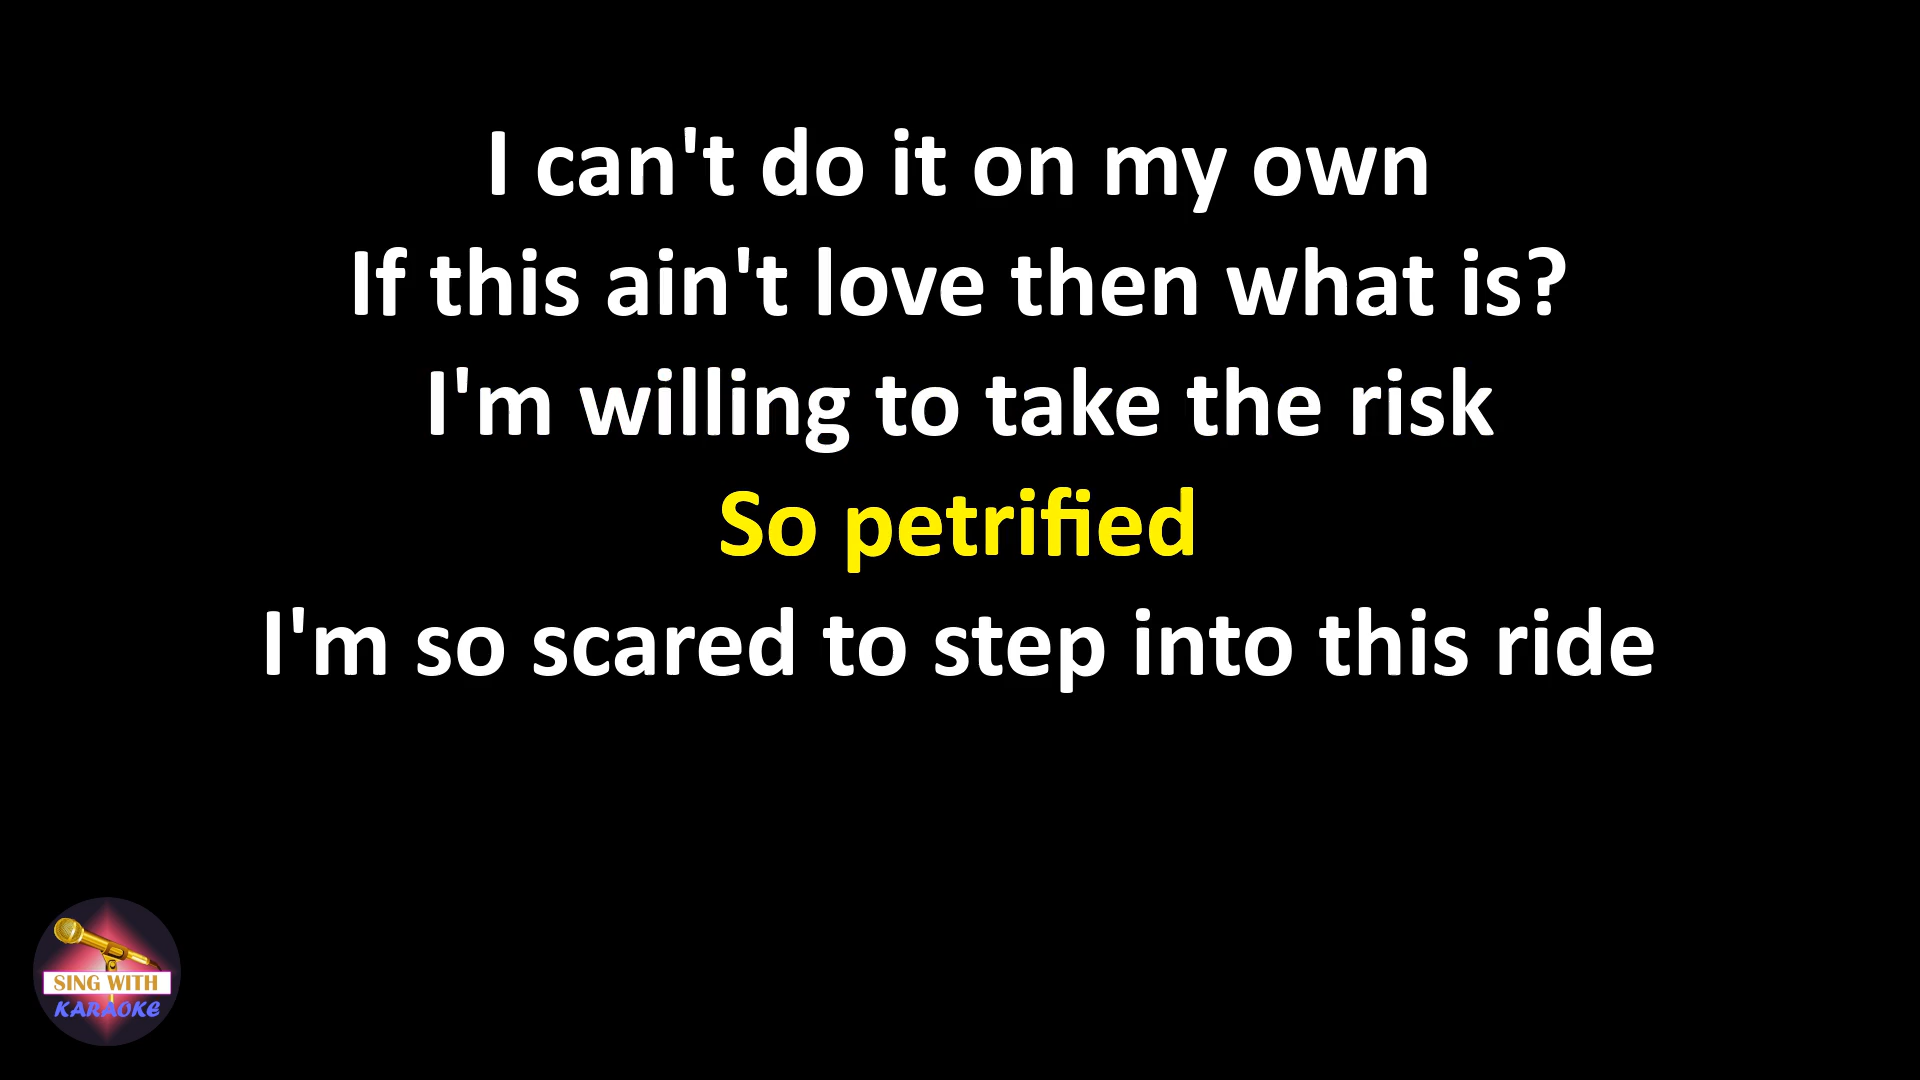 I can't do it on my own
If this ain't love then what is?
I'm willing to take the risk
So petrified
I'm so scared to step into this ride
SING WITH
KARAOKE